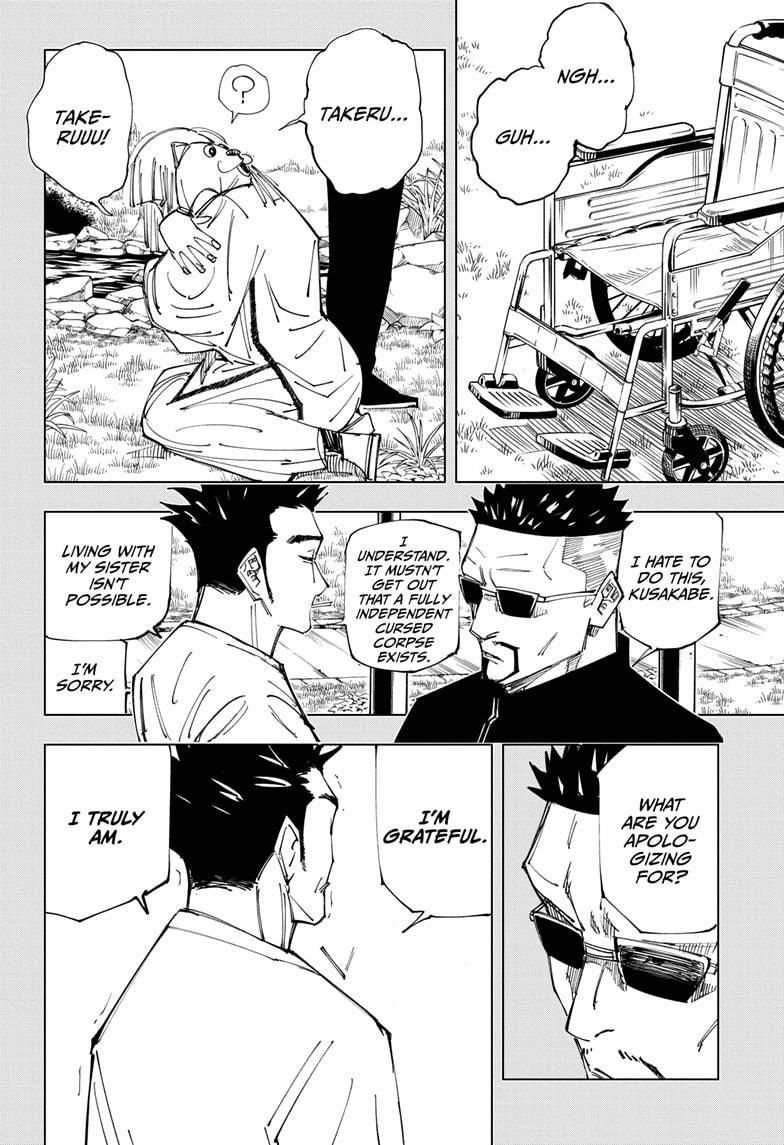 NGH...
GUH...
TAKERU...
?
TAKE-
RUUU!
I HATE TO
DO THIS,
KUSAKABE.
I
UNDERSTAND.
IT MUSTN'T
GET OUT
THAT A FULLY
INDEPENDENT
CURSED
CORPSE
EXISTS.
LIVING WITH
MY SISTER
ISN'T
POSSIBLE.
I'M
SORRY.
WHAT
ARE YOU
APOLO-
GIZING
FOR?
I'M
GRATEFUL.
I TRULY
AM.